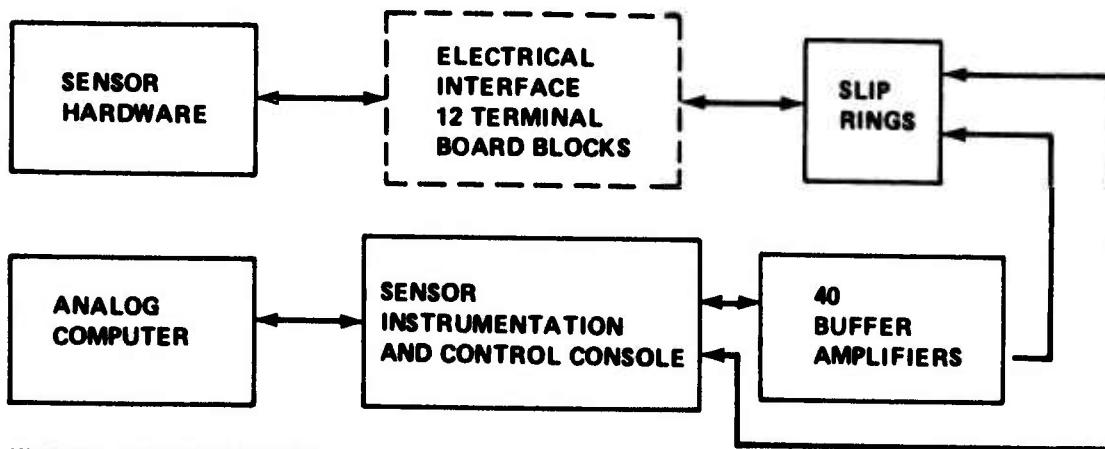 SENSOR
HARDWARE
ELECTRICAL
INTERFACE
12 TERMINAL
BOARD BLOCKS
SLIP
RINGS
ANALOG
COMPUTER
SENSOR
INSTRUMENTATION
AND CONTROL CONSOLE
40
BUFFER
AMPLIFIERS